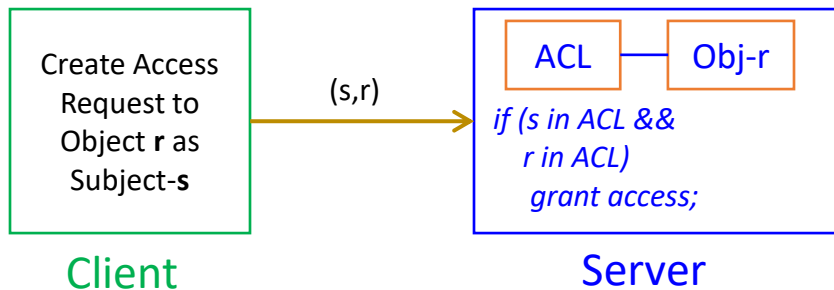 Create Access
Request to
Object r as
Subject-s
(s,r)
ACL
Obj-r
if (s in ACL &&
r in ACL)
grant access;
Client
Server